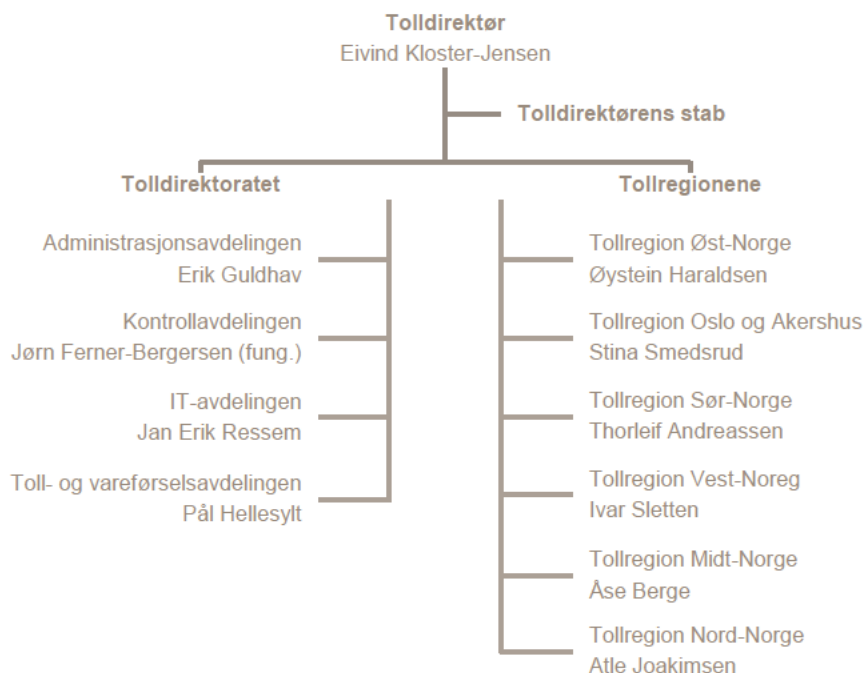 Tolldirektør
Eivind Kloster-Jensen
Tolldirektørens stab
Tolldirektoratet
Administrasjonsavdelingen
Erik Guldhav
Kontrollavdelingen
Jørn Ferner-Bergersen (fung.)
IT-avdelingen
Jan Erik Ressem
Toll- og vareførselsavdelingen
Pål Hellesylt
Tollregionene
Tollregion Øst-Norge
Øystein Haraldsen
Tollregion Oslo og Akershus
Stina Smedsrud
Tollregion Sør-Norge
Thorleif Andreassen
Tollregion Vest-Noreg
Ivar Sletten
Tollregion Midt-Norge
Åse Berge
Tollregion Nord-Norge
Atle Joakimsen